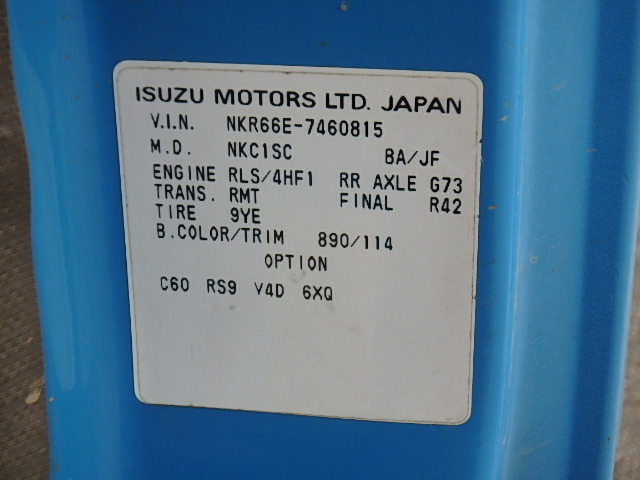 ISUZU MOTORS LTD. JAPAN
V.I.N. NKR66E-7460815
M.D. NKC1SC BA/JF
ENGINE RLS/4HF1 RR AXLE G73
TRANS. RMT FINAL R42
TIRE 9YE
B.COLOR/TRIM 890/114
OPTION
C60 RS9 V4D 6XQ